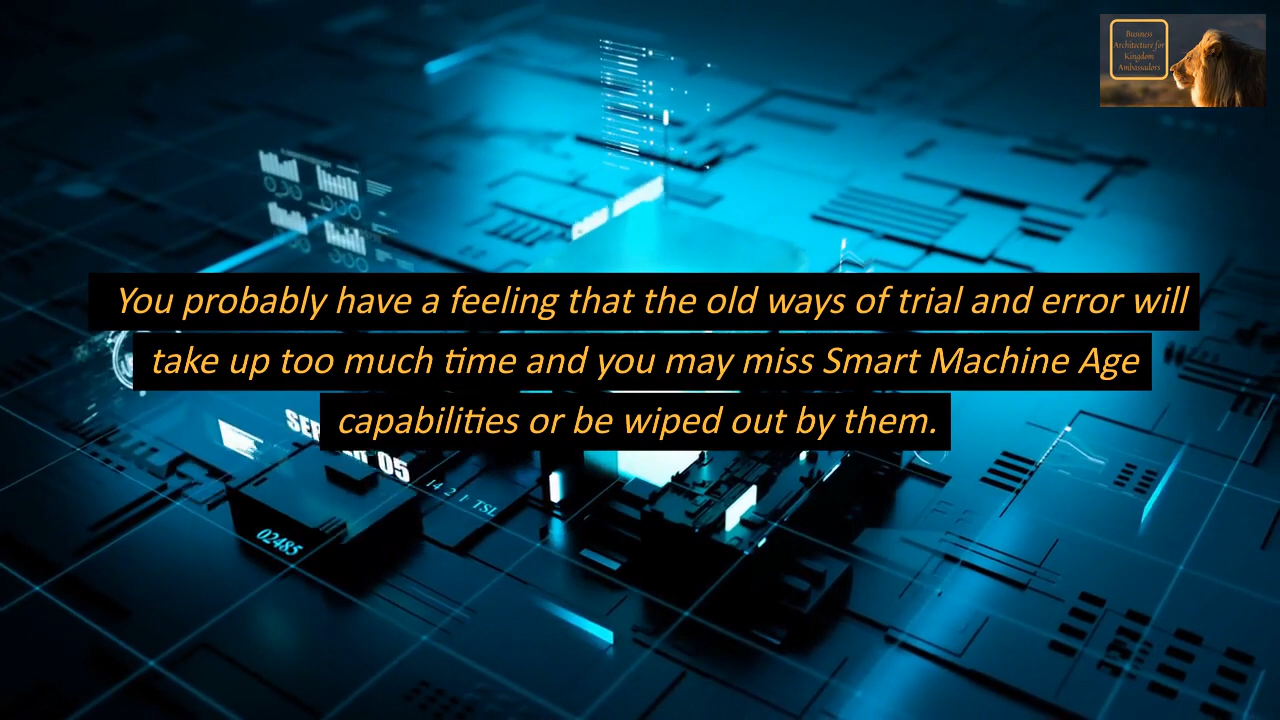 Business
Architecture for
Kingdom
Ambassadors
You probably have a feeling that the old ways of trial and error will
take up too much time and you may miss Smart Machine Age
capabilities or be wiped out by them.
05
14 2 1 TSL
02485